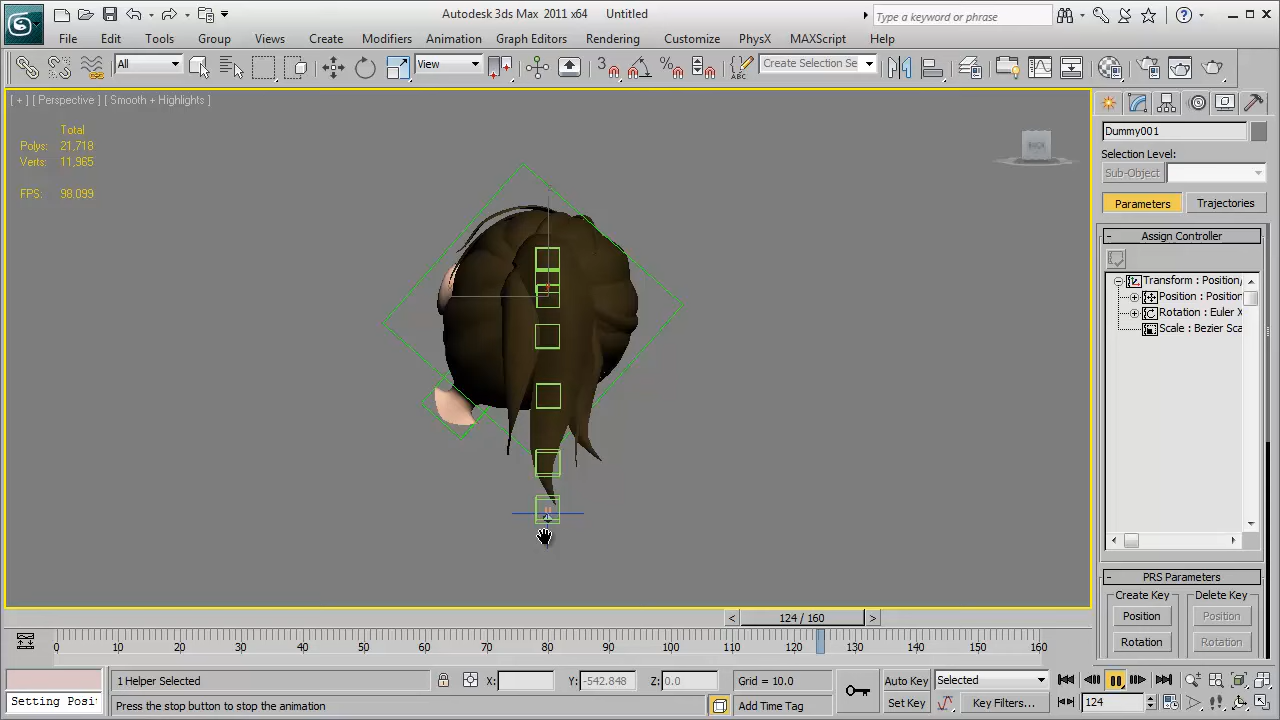 Autodesk 3ds Max 2011 x64 Untitled
Type a keyword or phrase
File Edit Tools Group Views Create Modifiers Animation Graph Editors Rendering Customize PhysX MAXScript Help
All View 3 Create Selection Se
[ + ] [ Perspective ] [ Smooth + Highlights ]
Total
Polys: 21,718
Verts: 11,965
FPS: 98.099
Dummy001
Selection Level:
Sub-Object
Parameters Trajectories
- Assign Controller
Transform : Position/
Position : Position
Rotation : Euler X
Scale : Bezier Sca
- PRS Parameters
Create Key Delete Key
Position Position
Rotation Rotation
< 124 / 160 >
0 10 20 30 40 50 60 70 80 90 100 110 120 130 140 150 160
1 Helper Selected X: Y: -542.848 Z: 0.0 Grid = 10.0 Auto Key Selected
Setting Posi Press the stop button to stop the animation Add Time Tag Set Key Key Filters... 124